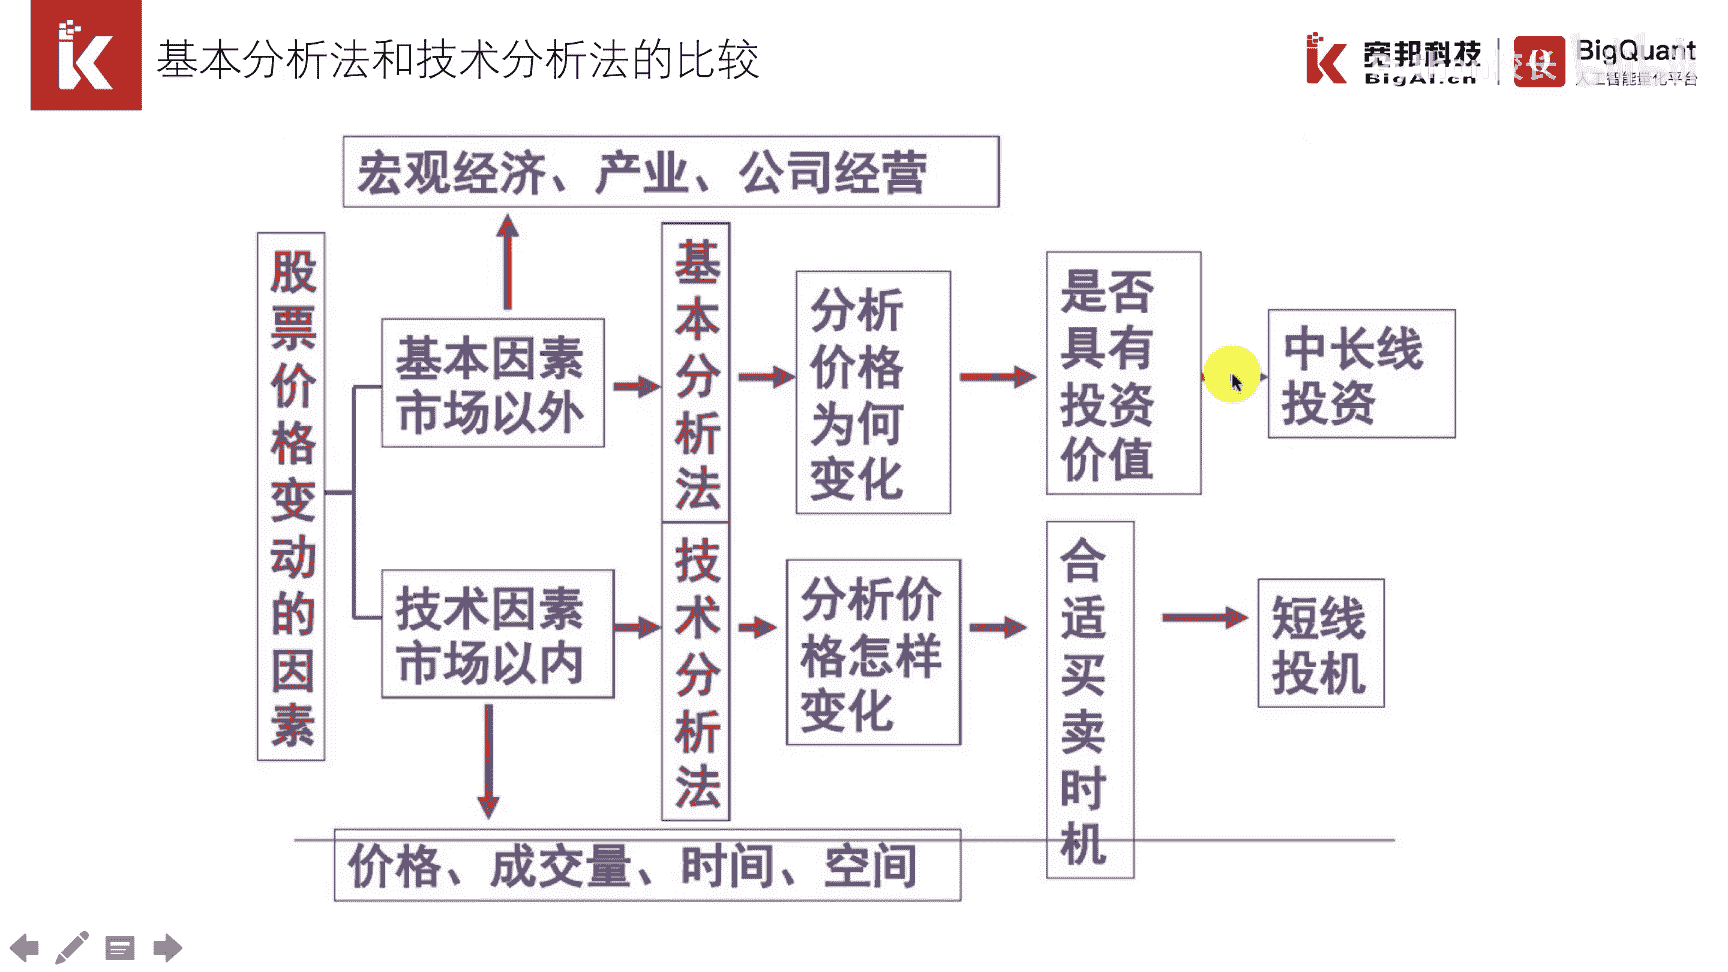 基本分析法和技术分析法的比较
宽邦科技
BigAI.cn
BigQuant
人工智能量化平台
宏观经济、产业、公司经营
股票价格变动的因素
基本因素
市场以外
基本分析法
分析
价格
为何
变化
是否
具有
投资
价值
中长线
投资
技术因素
市场以内
技术分析法
分析价
格怎样
变化
合适买卖时机
短线
投机
价格、成交量、时间、空间